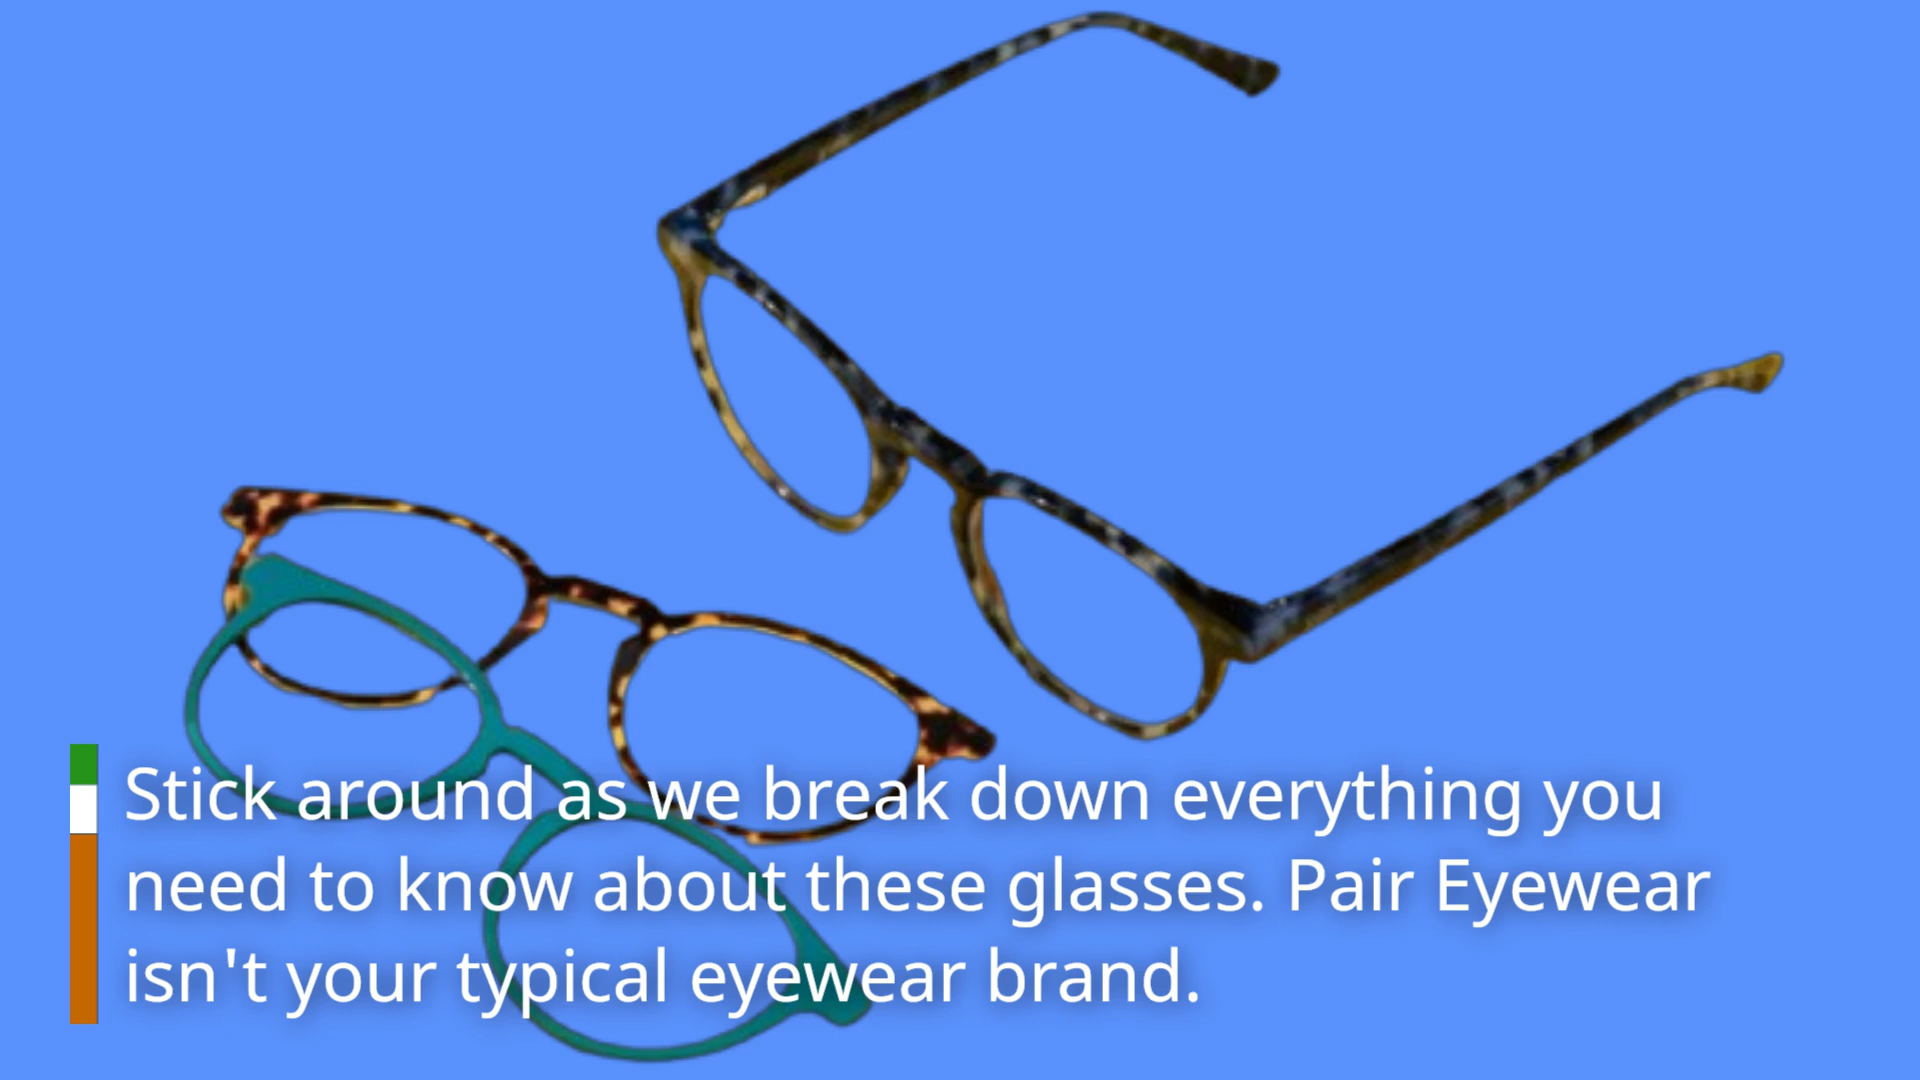 Stick around as we break down everything you
need to know about these glasses. Pair Eyewear
isn't your typical eyewear brand.